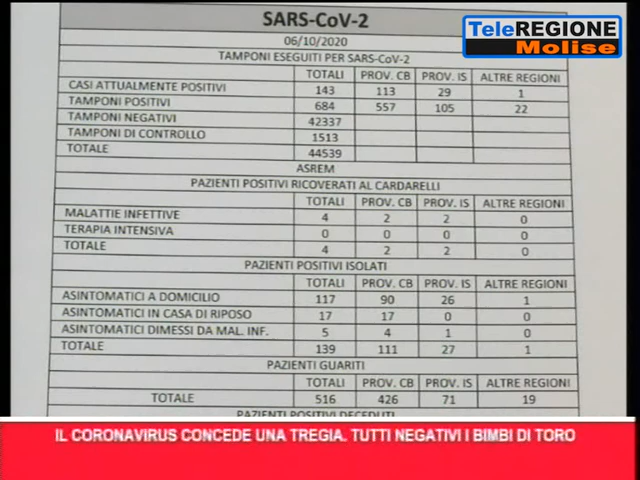 SARS-CoV-2
TeleREGIONE
Molise
06/10/2020
TAMPONI ESEGUITI PER SARS-CoV-2
TOTALI PROV. CB PROV. IS ALTRE REGIONI
CASI ATTUALMENTE POSITIVI 143 113 29 1
TAMPONI POSITIVI 684 557 105 22
TAMPONI NEGATIVI 42337
TAMPONI DI CONTROLLO 1513
TOTALE 44539
ASREM
PAZIENTI POSITIVI RICOVERATI AL CARDARELLI
TOTALI PROV. CB PROV. IS ALTRE REGIONI
MALATTIE INFETTIVE 4 2 2 0
TERAPIA INTENSIVA 0 0 0 0
TOTALE 4 2 2 0
PAZIENTI POSITIVI ISOLATI
TOTALI PROV. CB PROV. IS ALTRE REGIONI
ASINTOMATICI A DOMICILIO 117 90 26 1
ASINTOMATICI IN CASA DI RIPOSO 17 17 0 0
ASINTOMATICI DIMESSI DA MAL. INF. 5 4 1 0
TOTALE 139 111 27 1
PAZIENTI GUARITI
TOTALI PROV. CB PROV. IS ALTRE REGIONI
TOTALE 516 426 71 19
PAZIENTI POSITIVI DECEDUTI
IL CORONAVIRUS CONCEDE UNA TREGIA. TUTTI NEGATIVI I BIMBI DI TORO